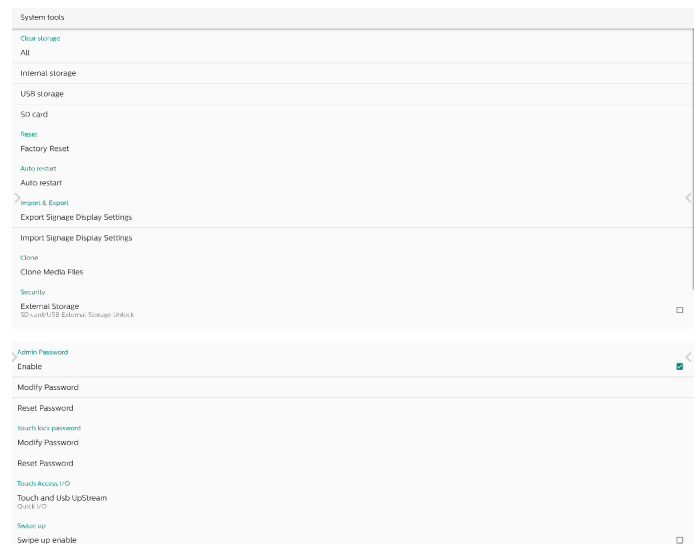 System tools
Clear storage
All
Internal storage
USB storage
SD card
Reset
Factory Reset
Auto restart
Auto restart
Import & Export
Export Signage Display Settings
Import Signage Display Settings
Clone
Clone Media Files
Security
External Storage
SD card/USB External Storage Unlock
Admin Password
Enable
Modify Password
Reset Password
Touch lock password
Modify Password
Reset Password
Touch Access I/O
Touch and Usb UpStream
Quick I/O
Swipe up
Swipe up enable